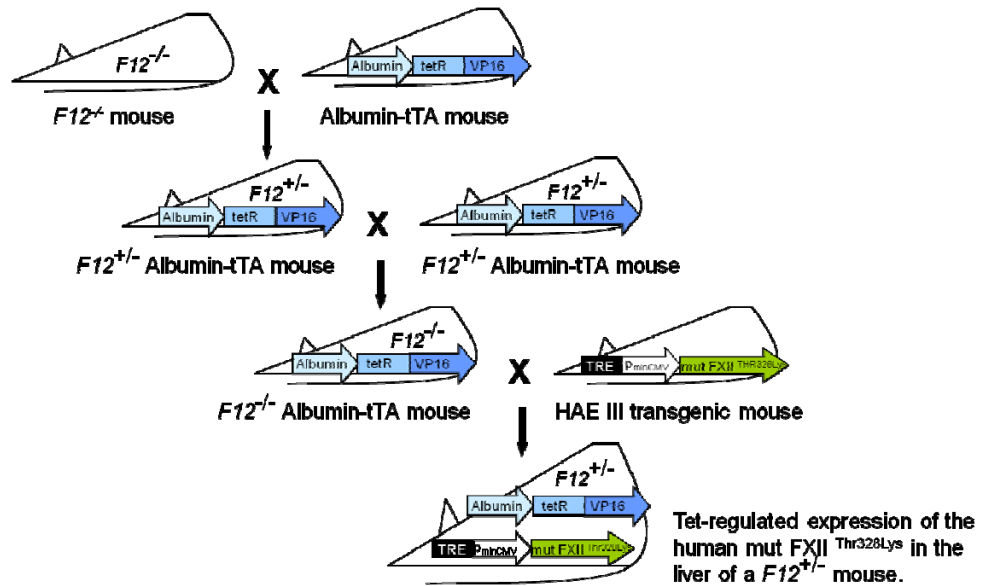 F12-/-
Albumin tetR VP16
X
F12-/- mouse
Albumin-tTA mouse
F12+/-
Albumin tetR VP16
F12+/-
Albumin tetR VP16
X
F12+/- Albumin-tTA mouse
F12+/- Albumin-tTA mouse
F12-/-
Albumin tetR VP16
TRE PminCMV mut FXII THR328Ly
X
F12-/- Albumin-tTA mouse
HAE III transgenic mouse
F12+/-
Albumin tetR VP16
TRE PminCMV mut FXII
Tet-regulated expression of the
human mut FXII Thr328Lys in the
liver of a F12+/- mouse.